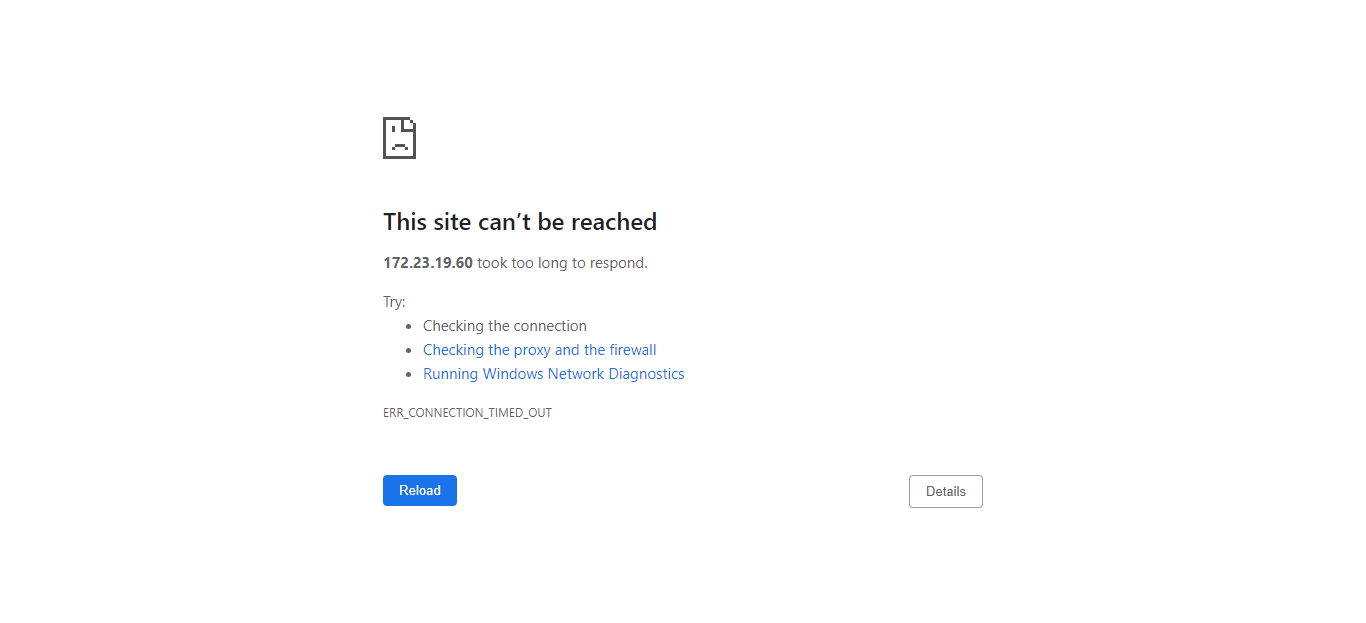 This site can’t be reached
172.23.19.60 took too long to respond.
Try:
• Checking the connection
• Checking the proxy and the firewall
• Running Windows Network Diagnostics
ERR_CONNECTION_TIMED_OUT
Reload
Details